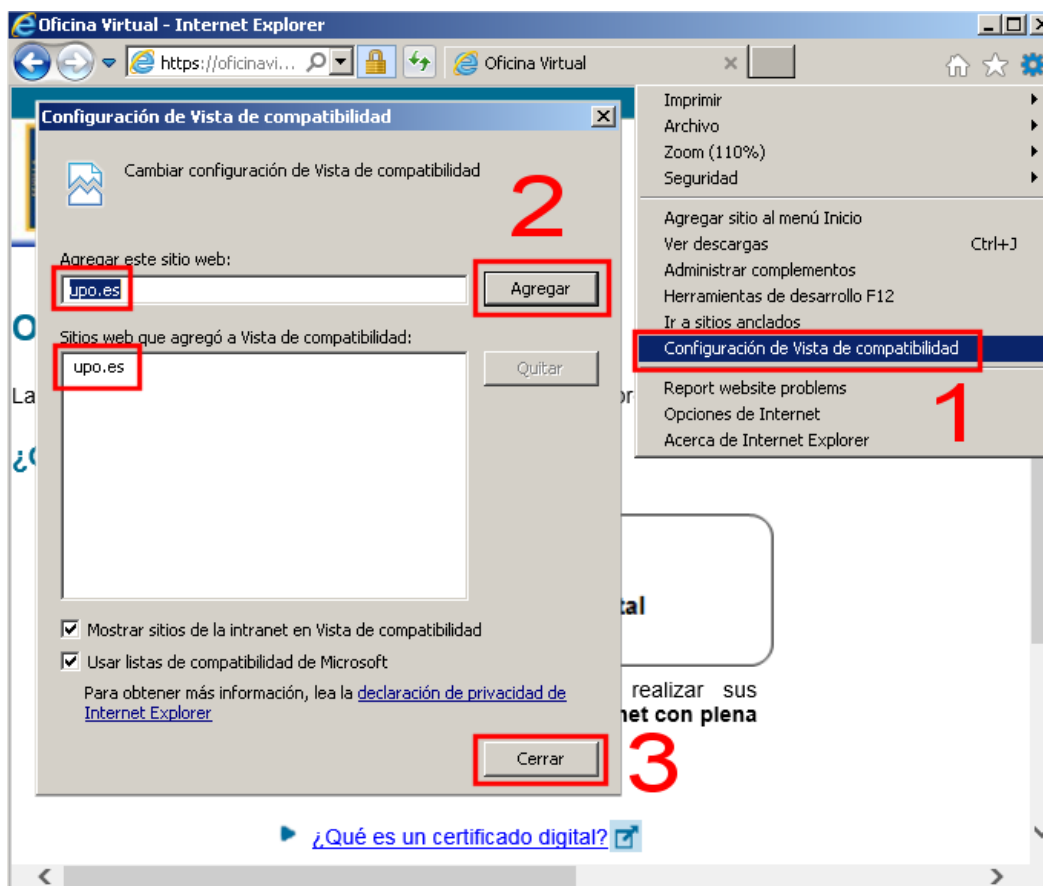 Oficina Virtual - Internet Explorer
https://oficinavi...
Oficina Virtual
Configuración de Vista de compatibilidad
Cambiar configuración de Vista de compatibilidad
2
Agregar este sitio web:
upo.es
Agregar
Sitios web que agregó a Vista de compatibilidad:
upo.es
Quitar
Mostrar sitios de la intranet en Vista de compatibilidad
Usar listas de compatibilidad de Microsoft
Para obtener más información, lea la declaración de privacidad de
Internet Explorer
Cerrar
3
Imprimir
Archivo
Zoom (110%)
Seguridad
Agregar sitio al menú Inicio
Ver descargas Ctrl+J
Administrar complementos
Herramientas de desarrollo F12
Ir a sitios anclados
Configuración de Vista de compatibilidad
1
Report website problems
Opciones de Internet
Acerca de Internet Explorer
La
realizar sus
con plena
¿Qué es un certificado digital?